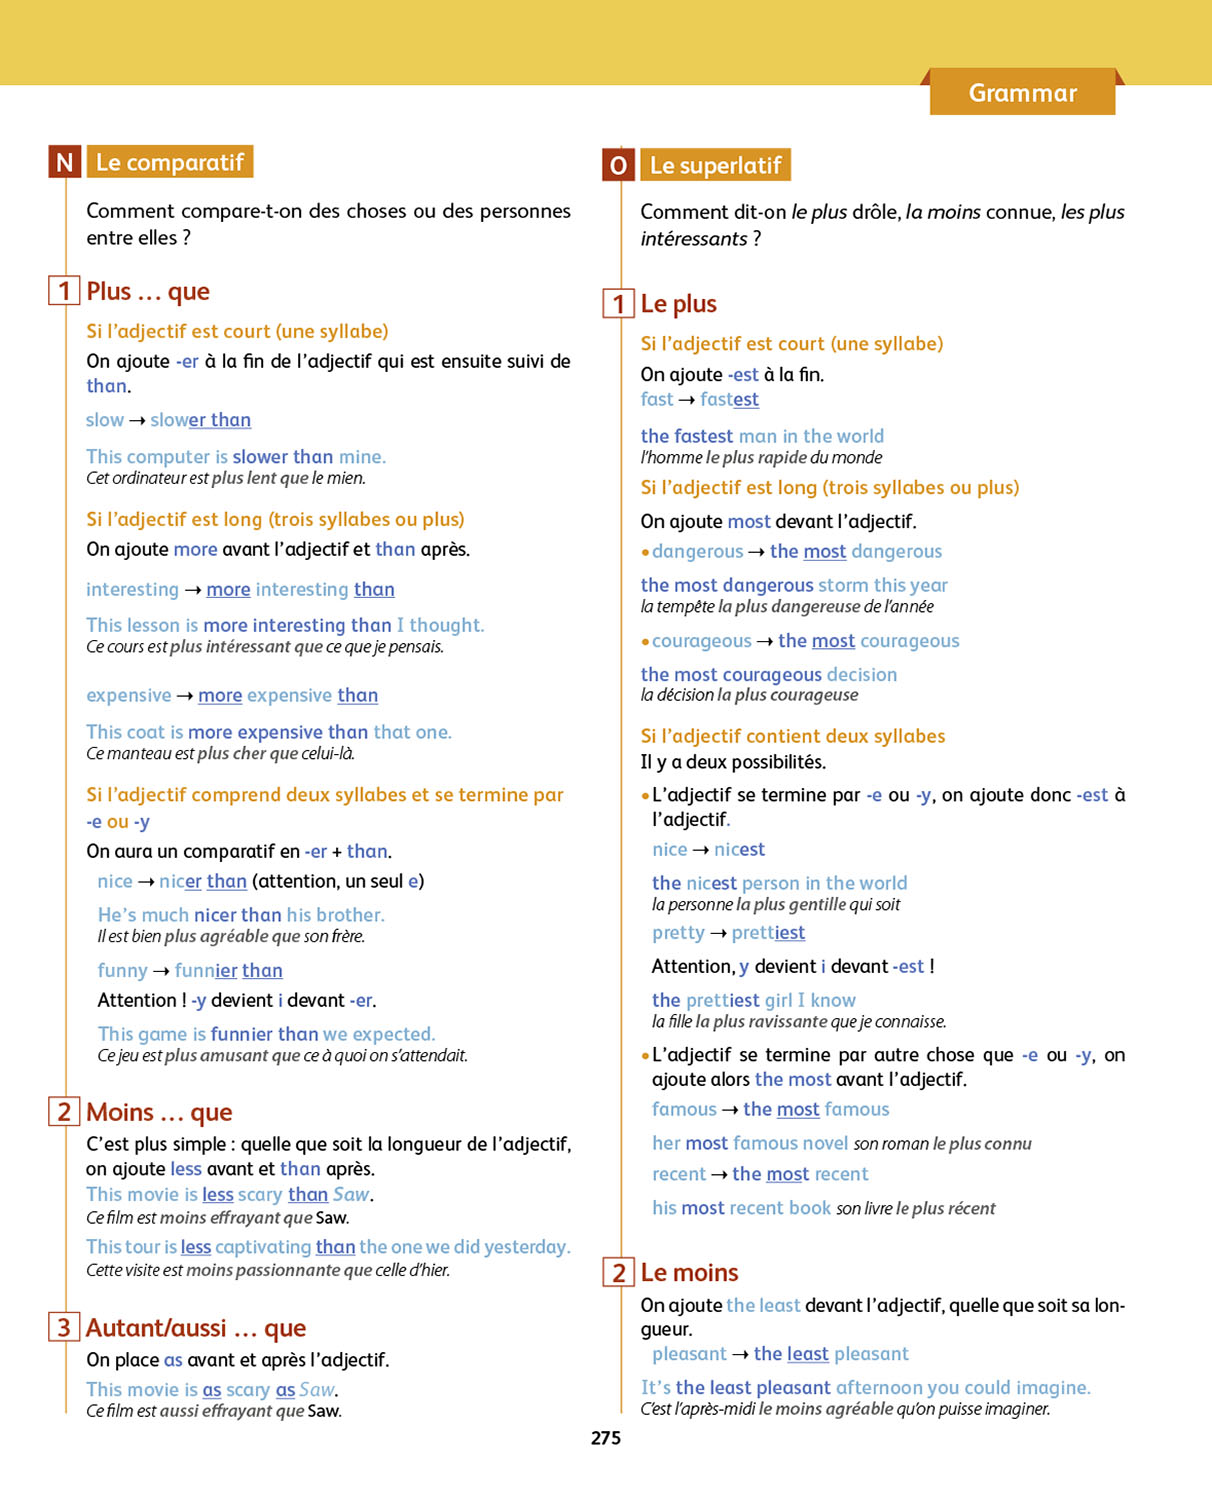 Grammar
N Le comparatif
Comment compare-t-on des choses ou des personnes
entre elles ?
1 Plus … que
Si l’adjectif est court (une syllabe)
On ajoute -er à la fin de l’adjectif qui est ensuite suivi de
than.
slow → slower than
This computer is slower than mine.
Cet ordinateur est plus lent que le mien.
Si l’adjectif est long (trois syllabes ou plus)
On ajoute more avant l’adjectif et than après.
interesting → more interesting than
This lesson is more interesting than I thought.
Ce cours est plus intéressant que ce que je pensais.
expensive → more expensive than
This coat is more expensive than that one.
Ce manteau est plus cher que celui-là.
Si l’adjectif comprend deux syllabes et se termine par
-e ou -y
On aura un comparatif en -er + than.
nice → nicer than (attention, un seul e)
He’s much nicer than his brother.
Il est bien plus agréable que son frère.
funny → funnier than
Attention ! -y devient i devant -er.
This game is funnier than we expected.
Ce jeu est plus amusant que ce à quoi on s’attendait.
2 Moins … que
C’est plus simple : quelle que soit la longueur de l’adjectif,
on ajoute less avant et than après.
This movie is less scary than Saw.
Ce film est moins effrayant que Saw.
This tour is less captivating than the one we did yesterday.
Cette visite est moins passionnante que celle d’hier.
3 Autant/aussi … que
On place as avant et après l’adjectif.
This movie is as scary as Saw.
Ce film est aussi effrayant que Saw.
O Le superlatif
Comment dit-on le plus drôle, la moins connue, les plus
intéressants ?
1 Le plus
Si l’adjectif est court (une syllabe)
On ajoute -est à la fin.
fast → fastest
the fastest man in the world
l’homme le plus rapide du monde
Si l’adjectif est long (trois syllabes ou plus)
On ajoute most devant l’adjectif.
• dangerous → the most dangerous
the most dangerous storm this year
la tempête la plus dangereuse de l’année
• courageous → the most courageous
the most courageous decision
la décision la plus courageuse
Si l’adjectif contient deux syllabes
Il y a deux possibilités.
• L’adjectif se termine par -e ou -y, on ajoute donc -est à
l’adjectif.
nice → nicest
the nicest person in the world
la personne la plus gentille qui soit
pretty → prettiest
Attention, y devient i devant -est !
the prettiest girl I know
la fille la plus ravissante que je connaisse.
• L’adjectif se termine par autre chose que -e ou -y, on
ajoute alors the most avant l’adjectif.
famous → the most famous
her most famous novel son roman le plus connu
recent → the most recent
his most recent book son livre le plus récent
2 Le moins
On ajoute the least devant l’adjectif, quelle que soit sa lon-
gueur.
pleasant → the least pleasant
It’s the least pleasant afternoon you could imagine.
C’est l’après-midi le moins agréable qu’on puisse imaginer.
275